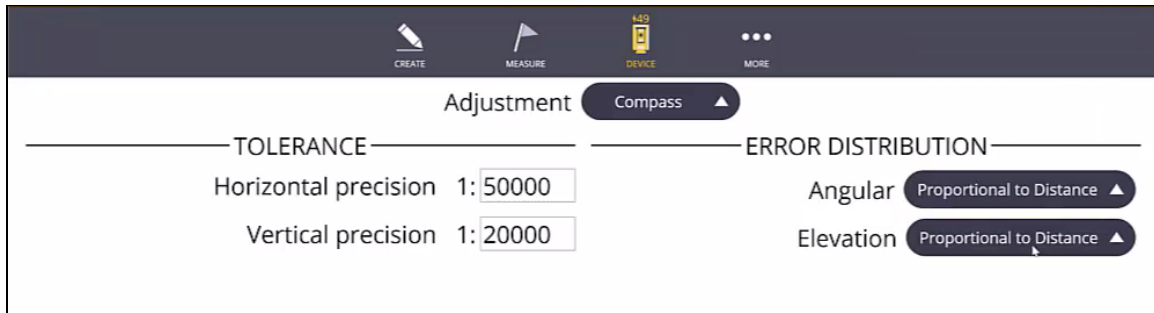 +49
CREATE MEASURE DEVICE MORE
Adjustment Compass
TOLERANCE
Horizontal precision 1: 50000
Vertical precision 1: 20000
ERROR DISTRIBUTION
Angular Proportional to Distance
Elevation Proportional to Distance